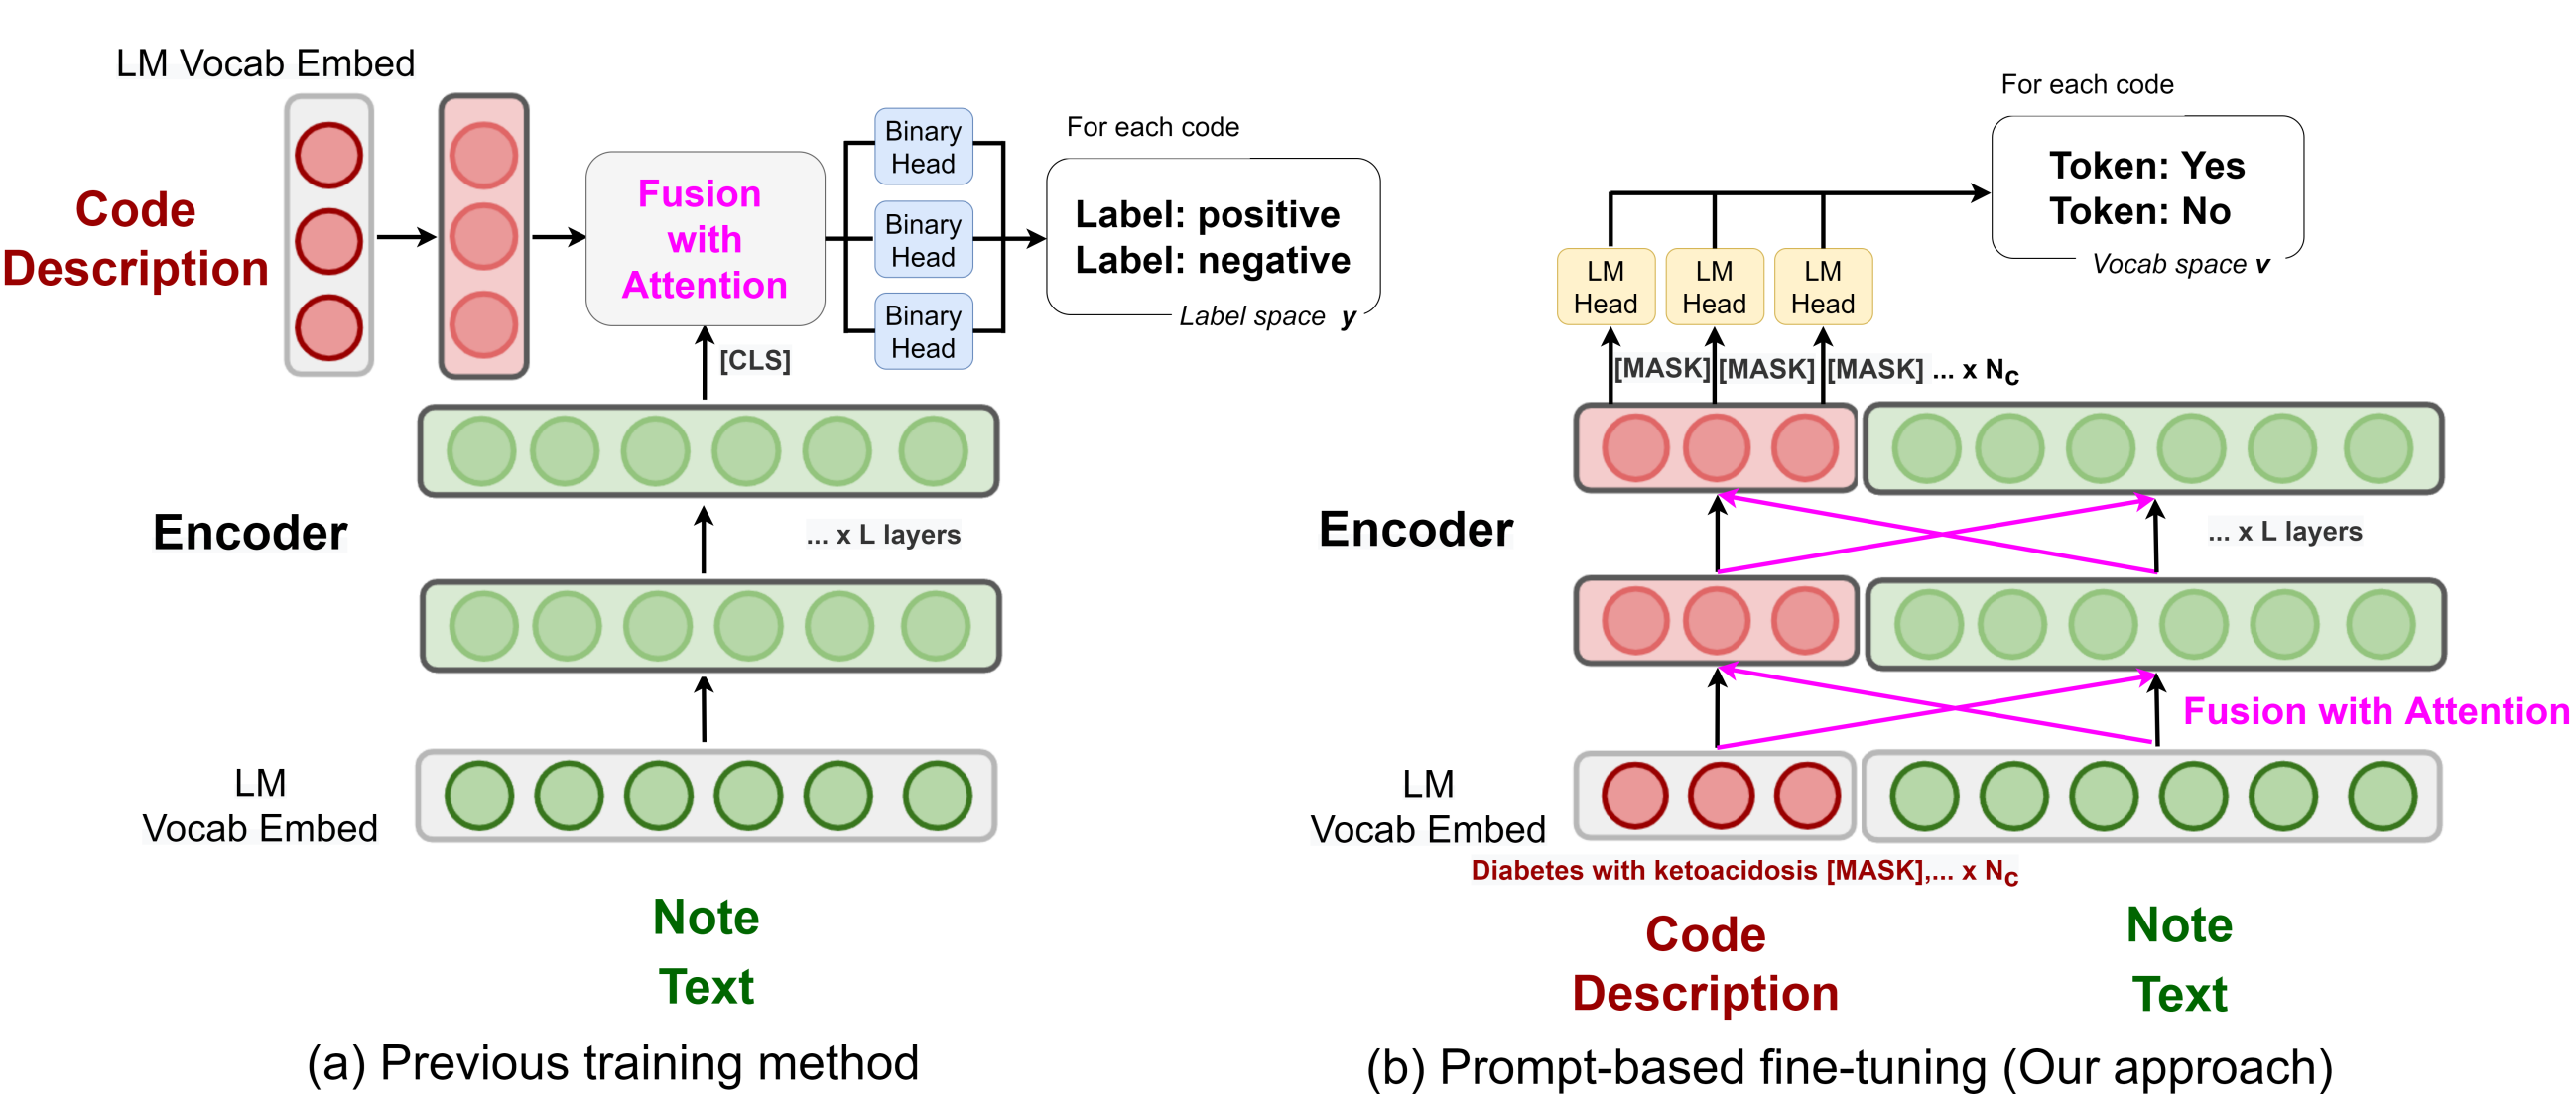 LM Vocab Embed
Code
Description
Fusion
with
Attention
Binary
Head
Binary
Head
Binary
Head
For each code
Label: positive
Label: negative
Label space y
[CLS]
Encoder
... x L layers
LM
Vocab Embed
Note
Text
(a) Previous training method
For each code
Token: Yes
Token: No
Vocab space v
LM
Head
LM
Head
LM
Head
[MASK] [MASK] [MASK] ... x Nc
Encoder
... x L layers
Fusion with Attention
LM
Vocab Embed
Diabetes with ketoacidosis [MASK],... x Nc
Code
Description
Note
Text
(b) Prompt-based fine-tuning (Our approach)